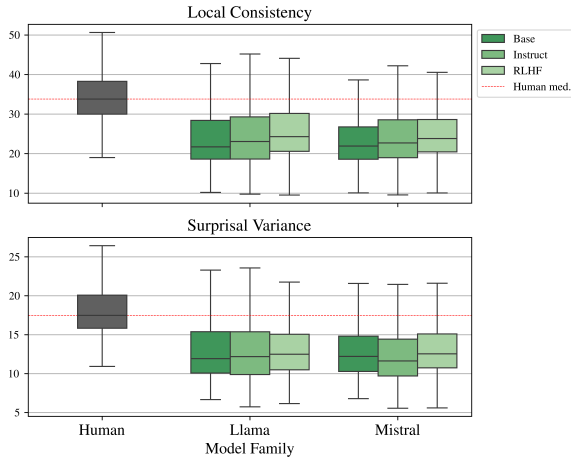 Local Consistency
50
40
30
20
10
Base
Instruct
RLHF
Human med.
Surprisal Variance
25
20
15
10
5
Human
Llama
Mistral
Model Family